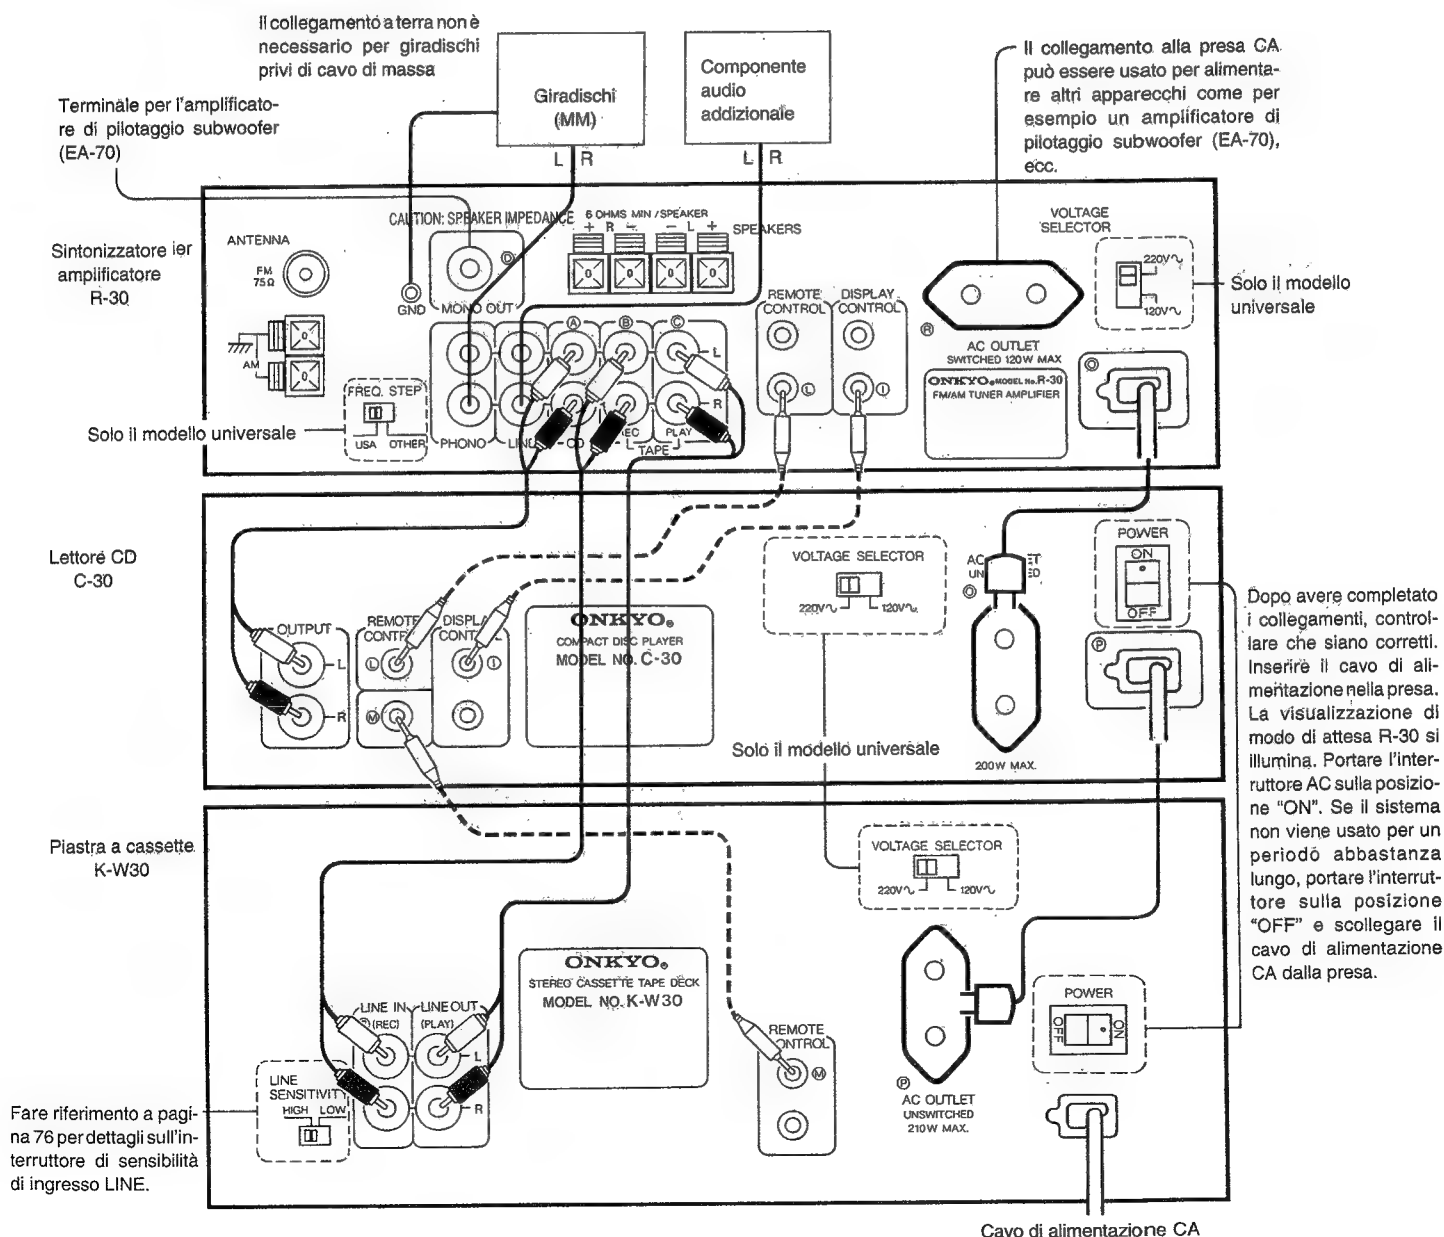 Il collegamento a terra non è
necessario per giradischi
privi di cavo di massa
Giradischi
(MM)
L R
Componente
audio
addizionale
L R
Il collegamento alla presa CA
può essere usato per alimenta-
re altri apparecchi come per
esempio un amplificatore di
pilotaggio subwoofer (EA-70),
ecc.
Terminale per l'amplificato-
re di pilotaggio subwoofer
(EA-70)
Sintonizzatore ier
amplificatore
R-30
ANTENNA
FM
75Ω
AM
CAUTION: SPEAKER IMPEDANCE
6 OHMS MIN /SPEAKER
+ R − − L +
SPEAKERS
D
GND
MONO OUT
A B C
L
R
PHONO
LINE
CD
REC
PLAY
TAPE
FREQ. STEP
USA OTHER
Solo il modello universale
REMOTE
CONTROL
L
DISPLAY
CONTROL
I
R
AC OUTLET
SWITCHED 120W MAX
VOLTAGE
SELECTOR
220V∿
120V∿
Solo il modello
universale
O
ONKYO® MODEL No. R-30
FM/AM TUNER AMPLIFIER
Lettore CD
C-30
OUTPUT
L
R
REMOTE
CONTR
L
M
DISPL
CONT L
I
ONKYO®
COMPACT DISC PLAYER
MODEL NO. C-30
VOLTAGE SELECTOR
220V∿ 120V∿
Solo il modello universale
AC ET
UN ED
O
200W MAX.
POWER
ON
OFF
P
Dopo avere completato
i collegamenti, control-
lare che siano corretti.
Inserire il cavo di ali-
mentazione nella presa.
La visualizzazione di
modo di attesa R-30 si
illumina. Portare l'inter-
ruttore AC sulla posizio-
ne “ON”. Se il sistema
non viene usato per un
periodo abbastanza
lungo, portare l'interrut-
tore sulla posizione
“OFF” e scollegare il
cavo di alimentazione
CA dalla presa.
Piastra a cassette
K-W30
VOLTAGE SELECTOR
220V∿ 120V∿
ONKYO®
STEREO CASSETTE TAPE DECK
MODEL NO. K-W30
LINE IN
(REC)
LINE OUT
(PLAY)
L
R
LINE
SENSITIVITY
HIGH LOW
Fare riferimento a pagi-
na 76 per dettagli sull'in-
terruttore di sensibilità
di ingresso LINE.
REMOTE
ONTROL
M
P
AC OUTLET
UNSWITCHED
210W MAX.
POWER
OFF ON
Cavo di alimentazione CA